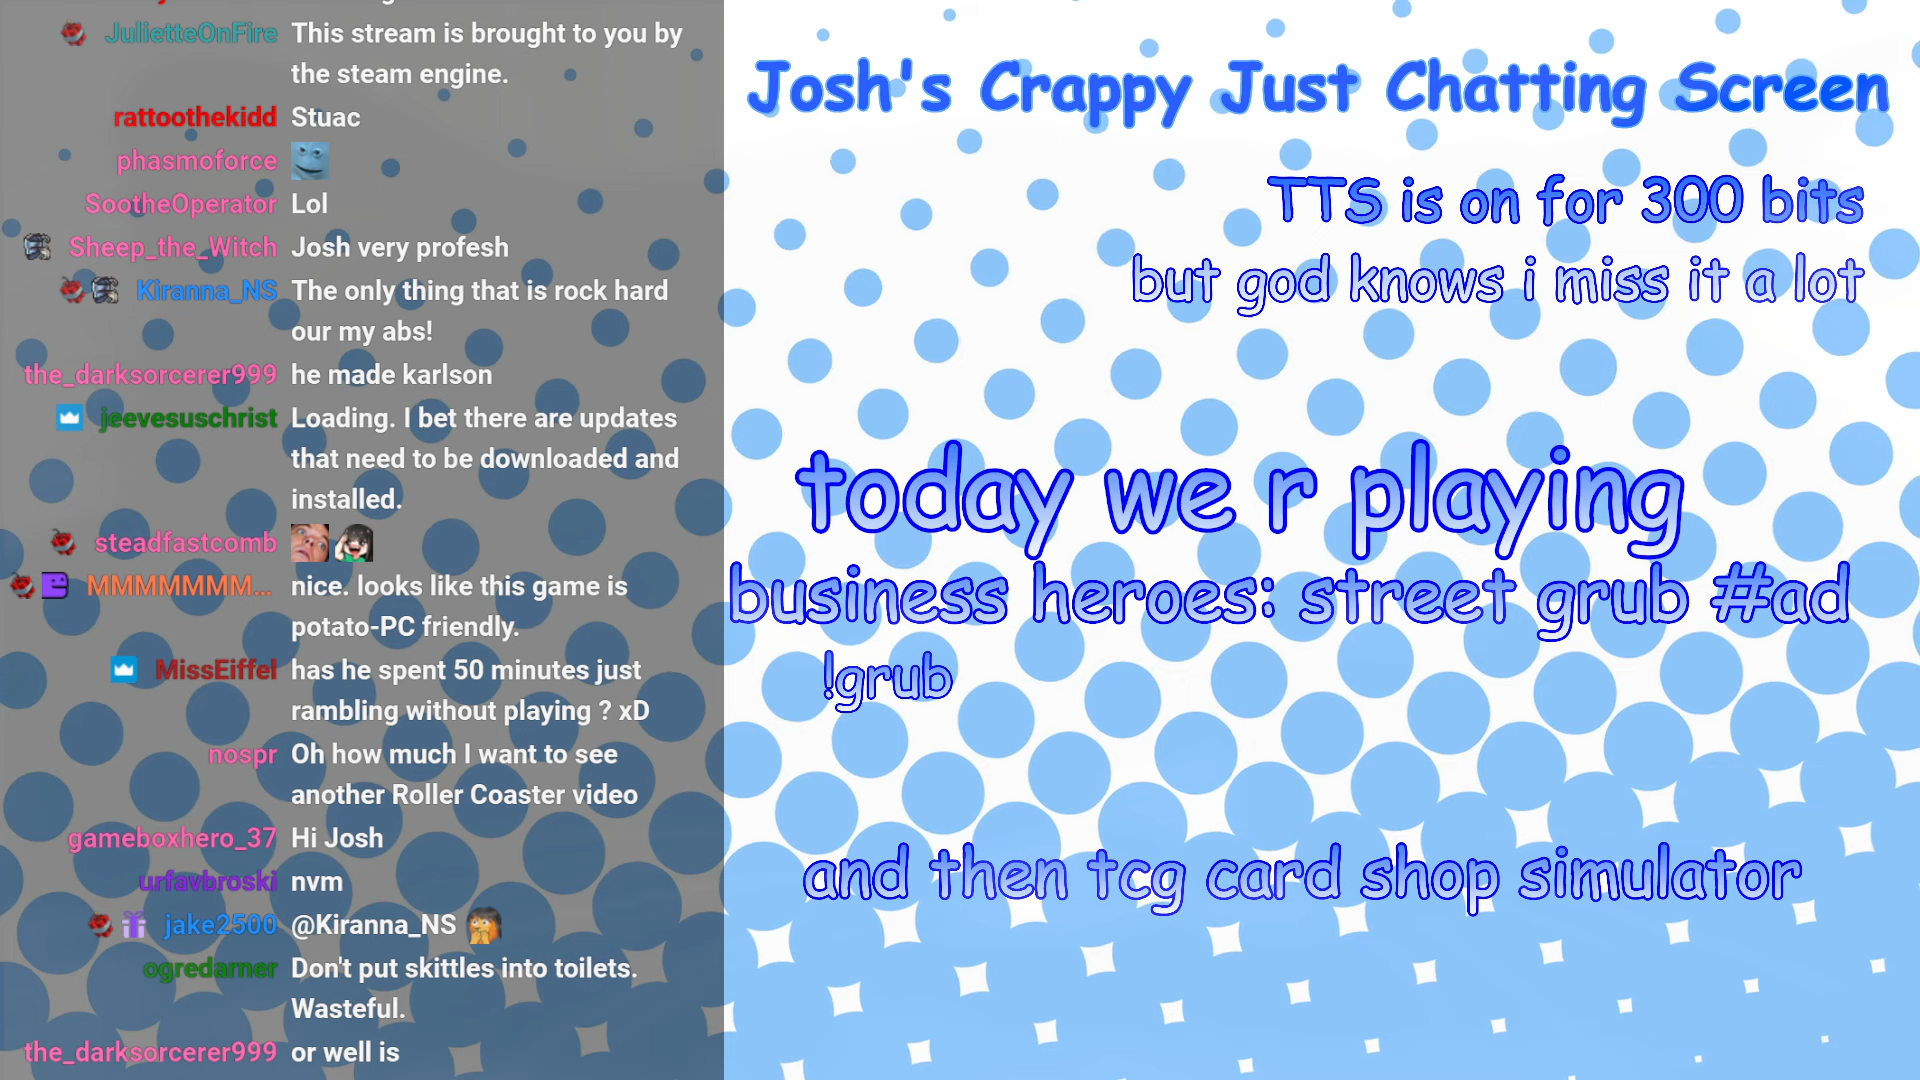 JulietteOnFire This stream is brought to you by
the steam engine.
rattoothekidd Stuac
phasmoforce
SootheOperator Lol
Sheep_the_Witch Josh very profesh
Kiranna_NS The only thing that is rock hard
our my abs!
the_darksorcerer999 he made karlson
jeevesuschrist Loading. I bet there are updates
that need to be downloaded and
installed.
steadfastcomb
MMMMMMM... nice. looks like this game is
potato-PC friendly.
MissEiffel has he spent 50 minutes just
rambling without playing ? xD
nospr Oh how much I want to see
another Roller Coaster video
gameboxhero_37 Hi Josh
urfavbroski nvm
jake2500 @Kiranna_NS
ogredarner Don't put skittles into toilets.
Wasteful.
the_darksorcerer999 or well is
Josh's Crappy Just Chatting Screen
TTS is on for 300 bits
but god knows i miss it a lot
today we r playing
business heroes: street grub #ad
!grub
and then tcg card shop simulator